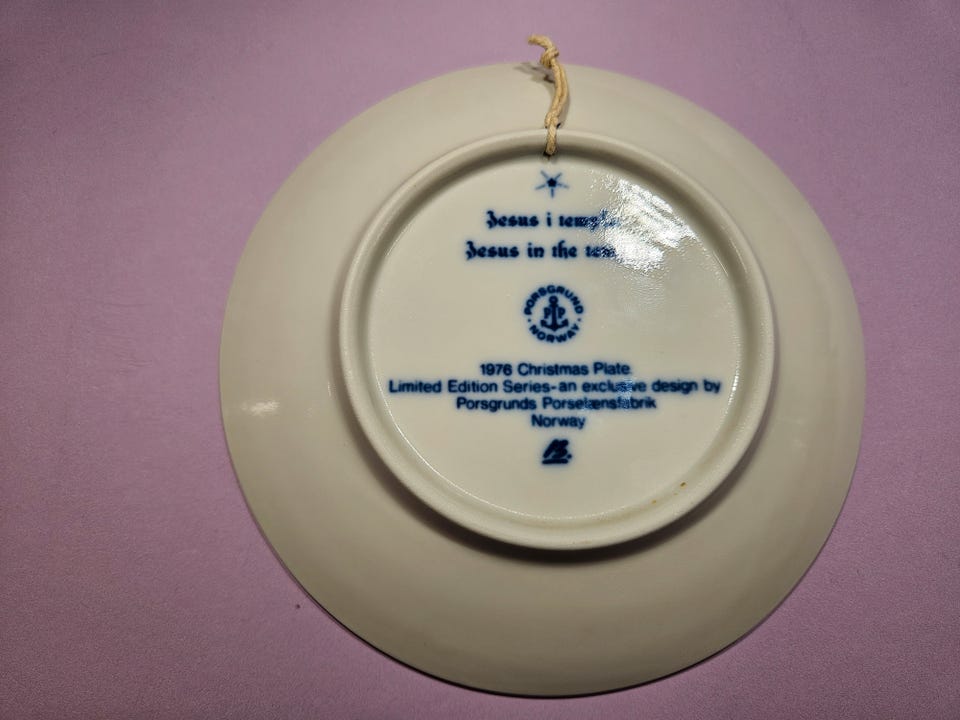 Jesus i
Jesus in the
PORSGRUND
PP
NORWAY
1976 Christmas Plate
Limited Edition Series-an exclusive design by
Porsgrunds Porselænsfabrik
Norway